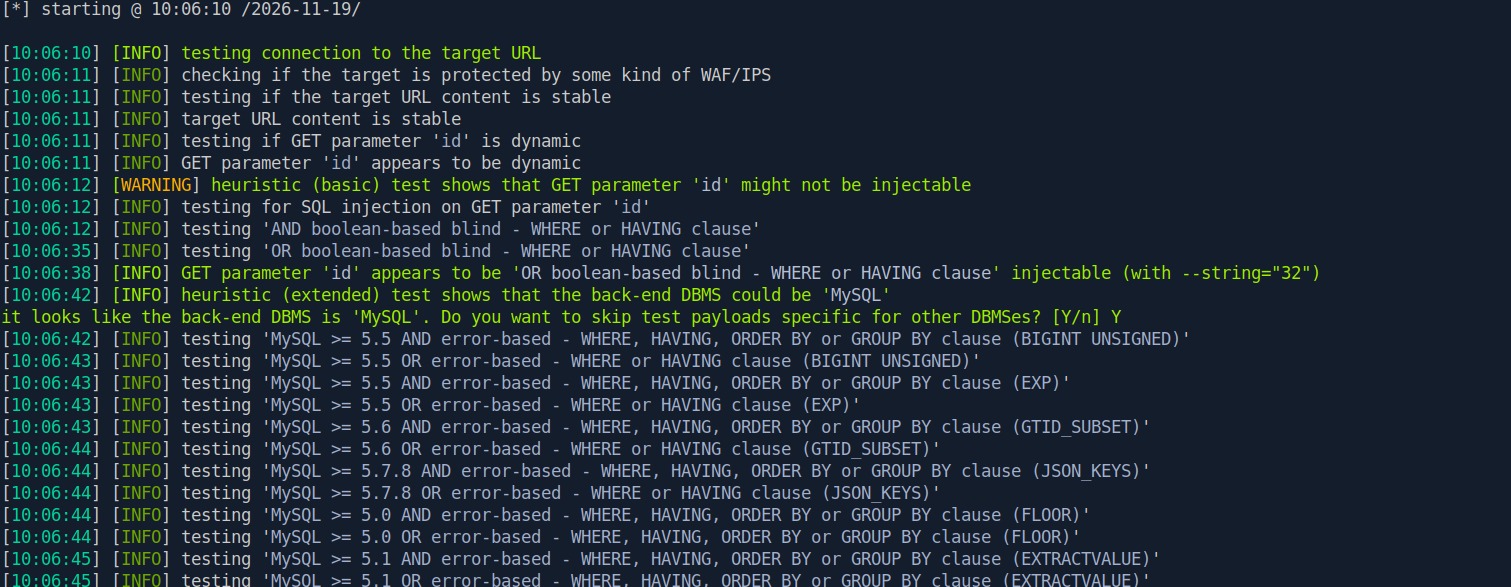 [*] starting @ 10:06:10 /2026-11-19/
[10:06:10] [INFO] testing connection to the target URL
[10:06:11] [INFO] checking if the target is protected by some kind of WAF/IPS
[10:06:11] [INFO] testing if the target URL content is stable
[10:06:11] [INFO] target URL content is stable
[10:06:11] [INFO] testing if GET parameter 'id' is dynamic
[10:06:11] [INFO] GET parameter 'id' appears to be dynamic
[10:06:12] [WARNING] heuristic (basic) test shows that GET parameter 'id' might not be injectable
[10:06:12] [INFO] testing for SQL injection on GET parameter 'id'
[10:06:12] [INFO] testing 'AND boolean-based blind - WHERE or HAVING clause'
[10:06:35] [INFO] testing 'OR boolean-based blind - WHERE or HAVING clause'
[10:06:38] [INFO] GET parameter 'id' appears to be 'OR boolean-based blind - WHERE or HAVING clause' injectable (with --string="32")
[10:06:42] [INFO] heuristic (extended) test shows that the back-end DBMS could be 'MySQL'
it looks like the back-end DBMS is 'MySQL'. Do you want to skip test payloads specific for other DBMSes? [Y/n] Y
[10:06:42] [INFO] testing 'MySQL >= 5.5 AND error-based - WHERE, HAVING, ORDER BY or GROUP BY clause (BIGINT UNSIGNED)'
[10:06:43] [INFO] testing 'MySQL >= 5.5 OR error-based - WHERE or HAVING clause (BIGINT UNSIGNED)'
[10:06:43] [INFO] testing 'MySQL >= 5.5 AND error-based - WHERE, HAVING, ORDER BY or GROUP BY clause (EXP)'
[10:06:43] [INFO] testing 'MySQL >= 5.5 OR error-based - WHERE or HAVING clause (EXP)'
[10:06:43] [INFO] testing 'MySQL >= 5.6 AND error-based - WHERE, HAVING, ORDER BY or GROUP BY clause (GTID_SUBSET)'
[10:06:44] [INFO] testing 'MySQL >= 5.6 OR error-based - WHERE or HAVING clause (GTID_SUBSET)'
[10:06:44] [INFO] testing 'MySQL >= 5.7.8 AND error-based - WHERE, HAVING, ORDER BY or GROUP BY clause (JSON_KEYS)'
[10:06:44] [INFO] testing 'MySQL >= 5.7.8 OR error-based - WHERE or HAVING clause (JSON_KEYS)'
[10:06:44] [INFO] testing 'MySQL >= 5.0 AND error-based - WHERE, HAVING, ORDER BY or GROUP BY clause (FLOOR)'
[10:06:44] [INFO] testing 'MySQL >= 5.0 OR error-based - WHERE, HAVING, ORDER BY or GROUP BY clause (FLOOR)'
[10:06:45] [INFO] testing 'MySQL >= 5.1 AND error-based - WHERE, HAVING, ORDER BY or GROUP BY clause (EXTRACTVALUE)'
[10:06:45] [INFO] testing 'MySQL >= 5.1 OR error-based - WHERE, HAVING, ORDER BY or GROUP BY clause (EXTRACTVALUE)'